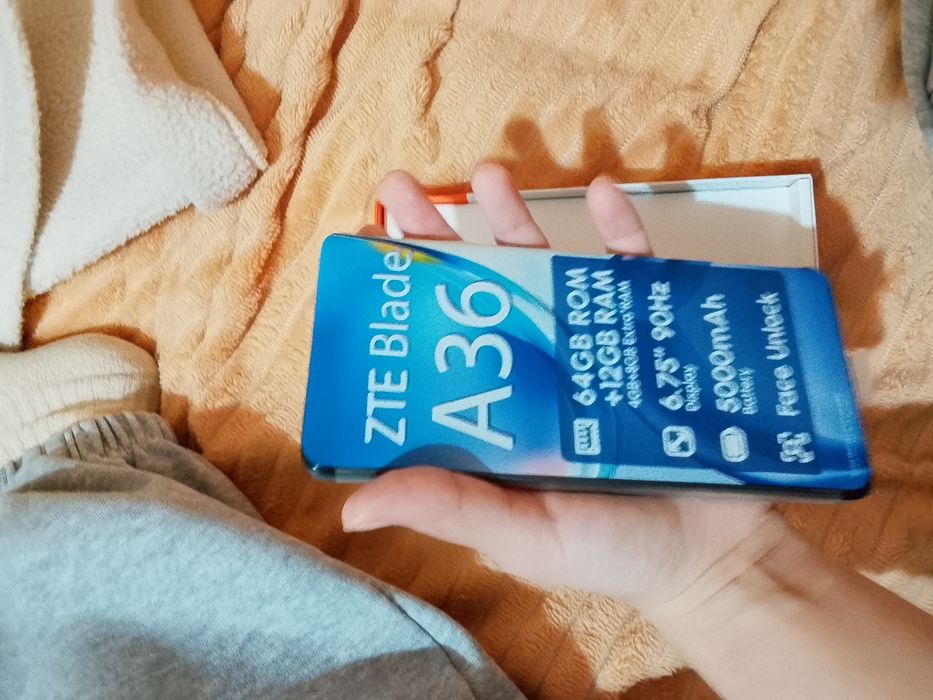 ZTE Blade
A36
64GB ROM
+12GB RAM
4GB+8GB Extra RAM
6.75" 90Hz
Display
5000mAh
Battery
Face Unlock